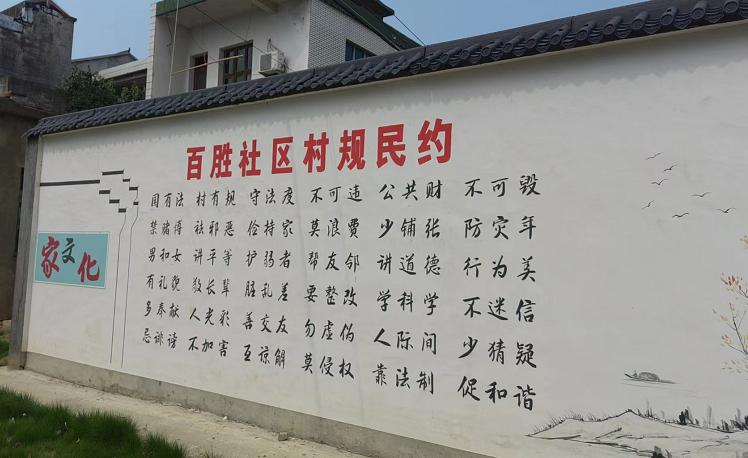 百胜社区村规民约
家文化
国有法 村有规 守法度 不可违 公共财 不可毁
禁赌博 祛邪恶 俭持家 莫浪费 少铺张 防灾年
男和女 讲平等 护弱者 帮友邻 讲道德 行为美
有礼貌 敬长辈 脏乱差 要整改 学科学 不迷信
多奉献 人光彩 善交友 勿虚伪 人际间 少猜疑
忌诽谤 不加害 互谅解 莫侵权 靠法制 促和谐